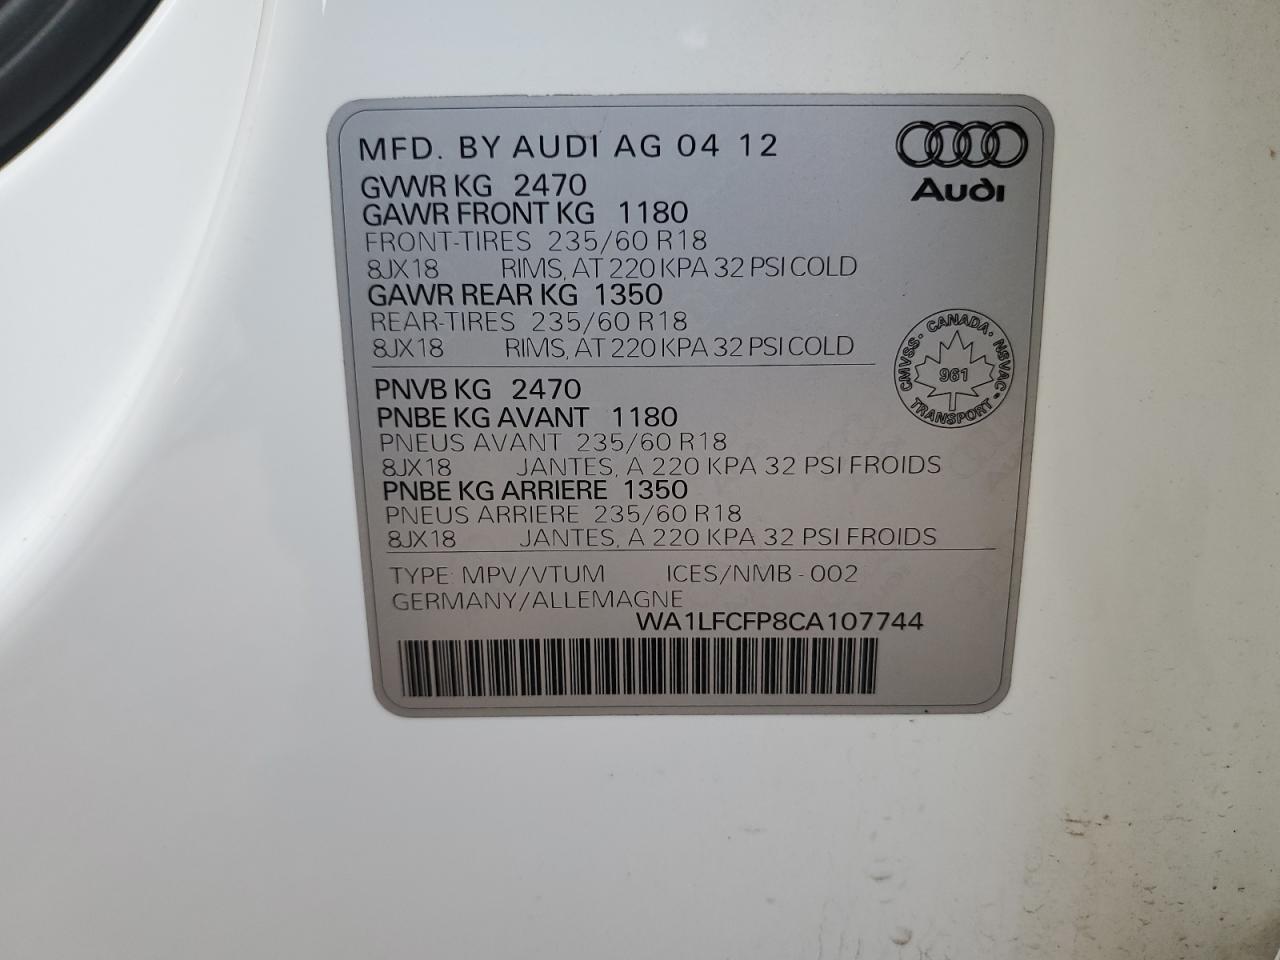 MFD. BY AUDI AG 04 12
Audi
GVWR KG 2470
GAWR FRONT KG 1180
FRONT-TIRES 235/60 R18
8JX18 RIMS, AT 220 KPA 32 PSI COLD
GAWR REAR KG 1350
REAR-TIRES 235/60 R18
8JX18 RIMS, AT 220 KPA 32 PSI COLD
CMVSS · CANADA · NSVAC
961
TRANSPORT
PNVB KG 2470
PNBE KG AVANT 1180
PNEUS AVANT 235/60 R18
8JX18 JANTES, A 220 KPA 32 PSI FROIDS
PNBE KG ARRIERE 1350
PNEUS ARRIERE 235/60 R18
8JX18 JANTES, A 220 KPA 32 PSI FROIDS
TYPE: MPV/VTUM ICES/NMB - 002
GERMANY/ALLEMAGNE
WA1LFCFP8CA107744